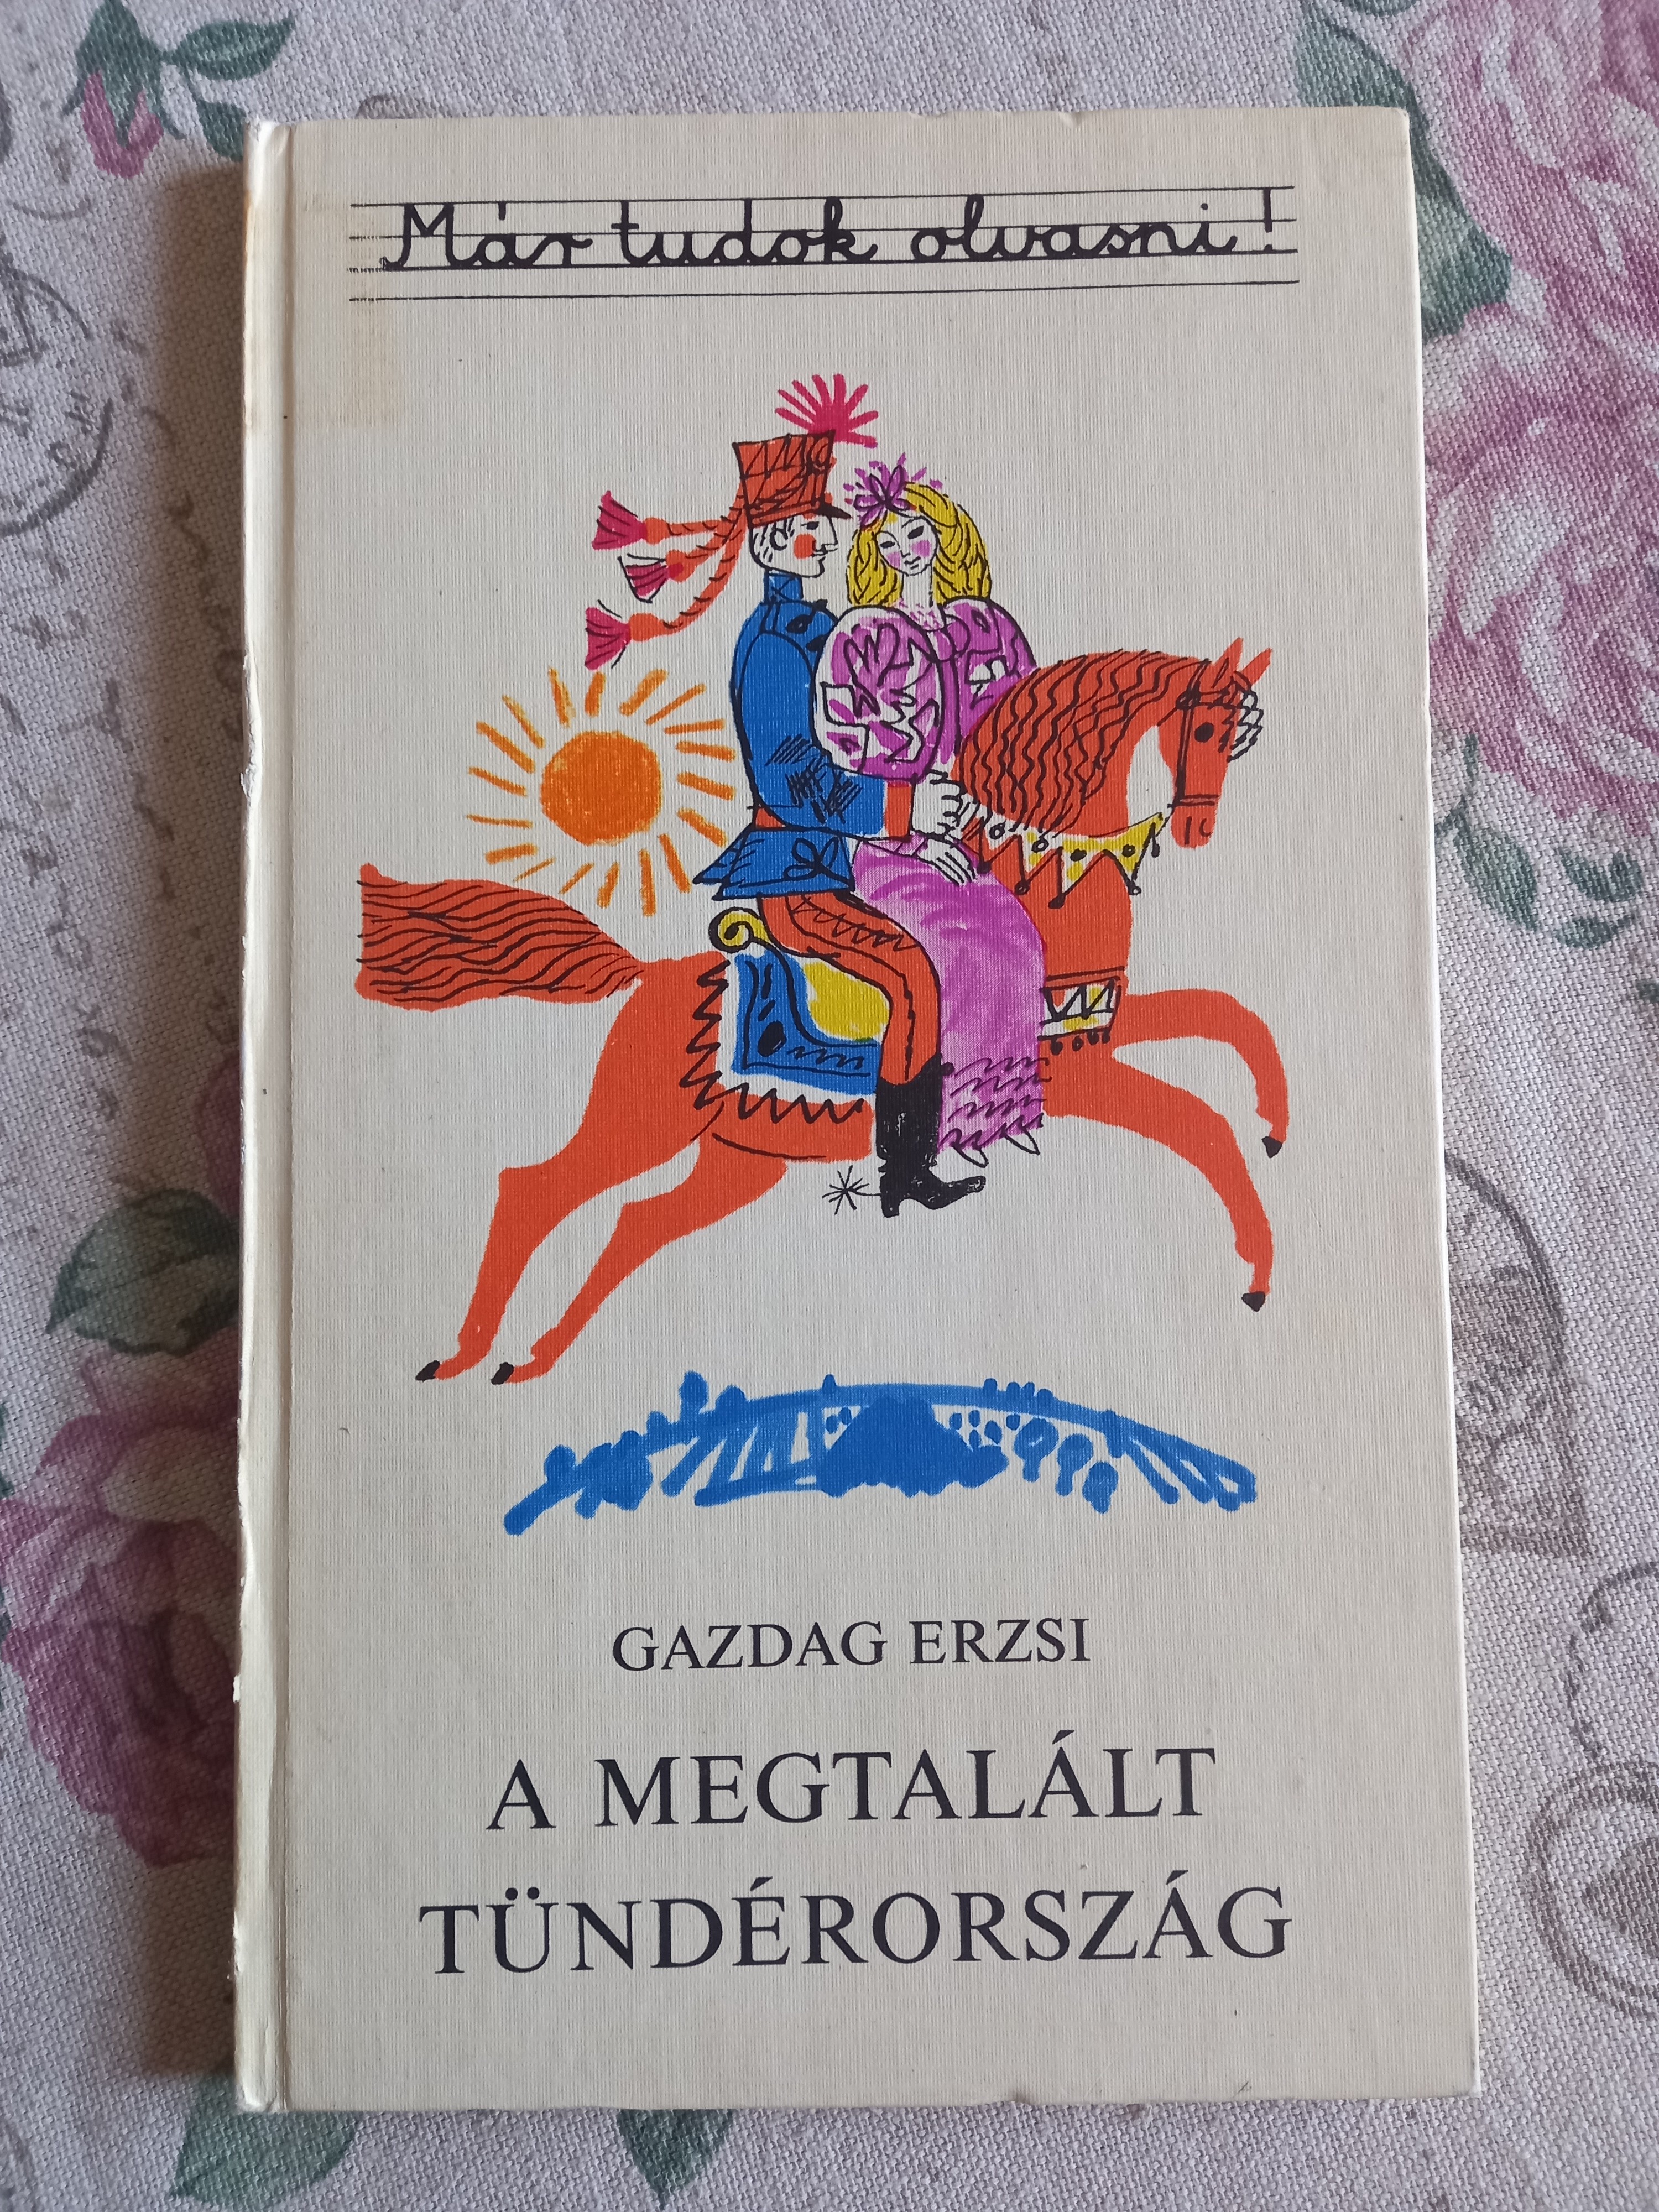 Már tudok olvasni!
GAZDAG ERZSI
A MEGTALÁLT
TÜNDÉRORSZÁG